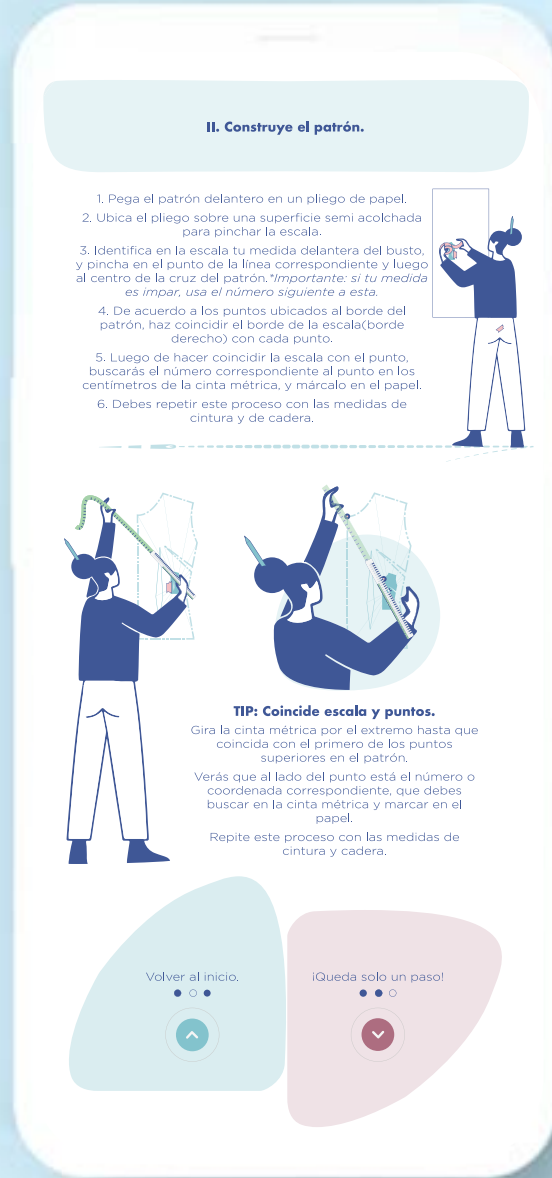 II. Construye el patrón.
1. Pega el patrón delantero en un pliego de papel.
2. Ubica el pliego sobre una superficie semi acolchada
para pinchar la escala.
3. Identifica en la escala tu medida delantera del busto,
y pincha en el punto de la línea correspondiente y luego
al centro de la cruz del patrón.*Importante: si tu medida
es impar, usa el número siguiente a esta.
4. De acuerdo a los puntos ubicados al borde del
patrón, haz coincidir el borde de la escala(borde
derecho) con cada punto.
5. Luego de hacer coincidir la escala con el punto,
buscarás el número correspondiente al punto en los
centímetros de la cinta métrica, y márcalo en el papel.
6. Debes repetir este proceso con las medidas de
cintura y de cadera.
TIP: Coincide escala y puntos.
Gira la cinta métrica por el extremo hasta que
coincida con el primero de los puntos
superiores en el patrón.
Verás que al lado del punto está el número o
coordenada correspondiente, que debes
buscar en la cinta métrica y marcar en el
papel.
Repite este proceso con las medidas de
cintura y cadera.
Volver al inicio.
¡Queda solo un paso!